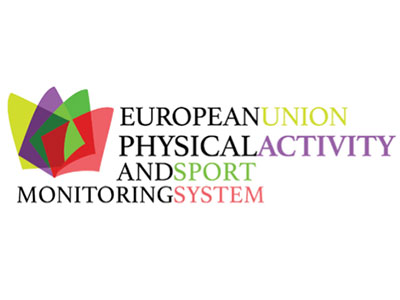 EUROPEANUNION
PHYSICALACTIVITY
ANDSPORT
MONITORINGSYSTEM